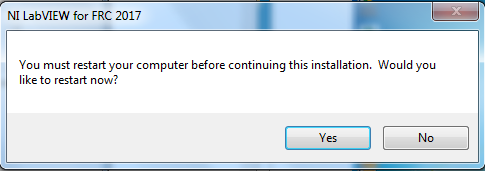 NI LabVIEW for FRC 2017
You must restart your computer before continuing this installation.  Would you
like to restart now?
Yes
No